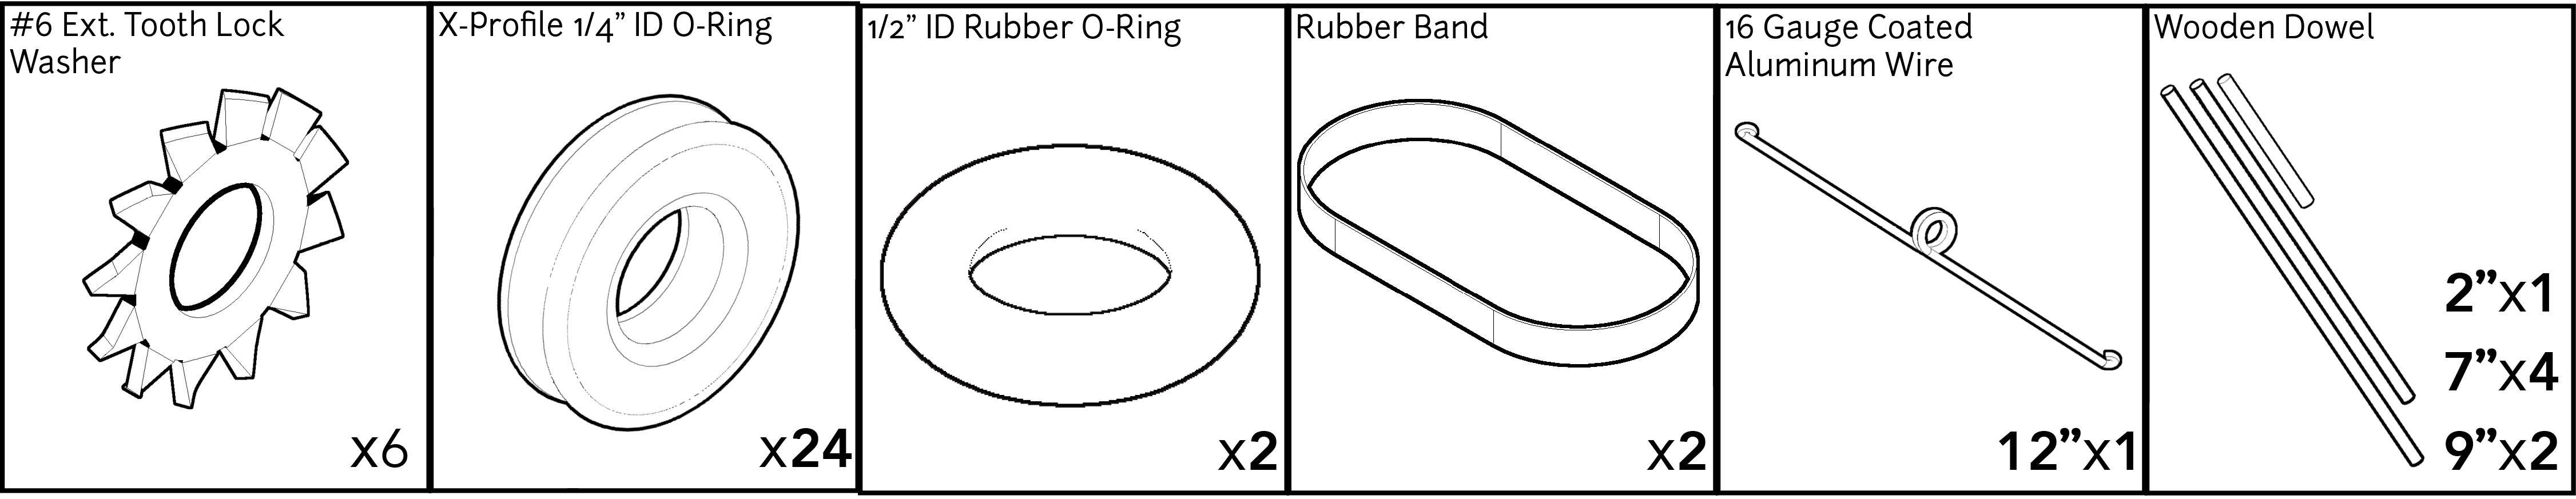 #6 Ext. Tooth Lock
Washer
x6
X-Profile 1/4” ID O-Ring
x24
1/2” ID Rubber O-Ring
x2
Rubber Band
x2
16 Gauge Coated
Aluminum Wire
12”x1
Wooden Dowel
2”x1
7”x4
9”x2